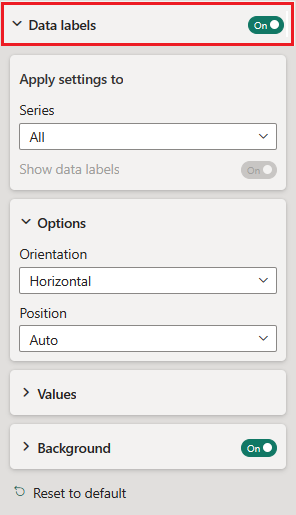 Data labels On
Apply settings to
Series
All
Show data labels On
Options
Orientation
Horizontal
Position
Auto
Values
Background On
Reset to default